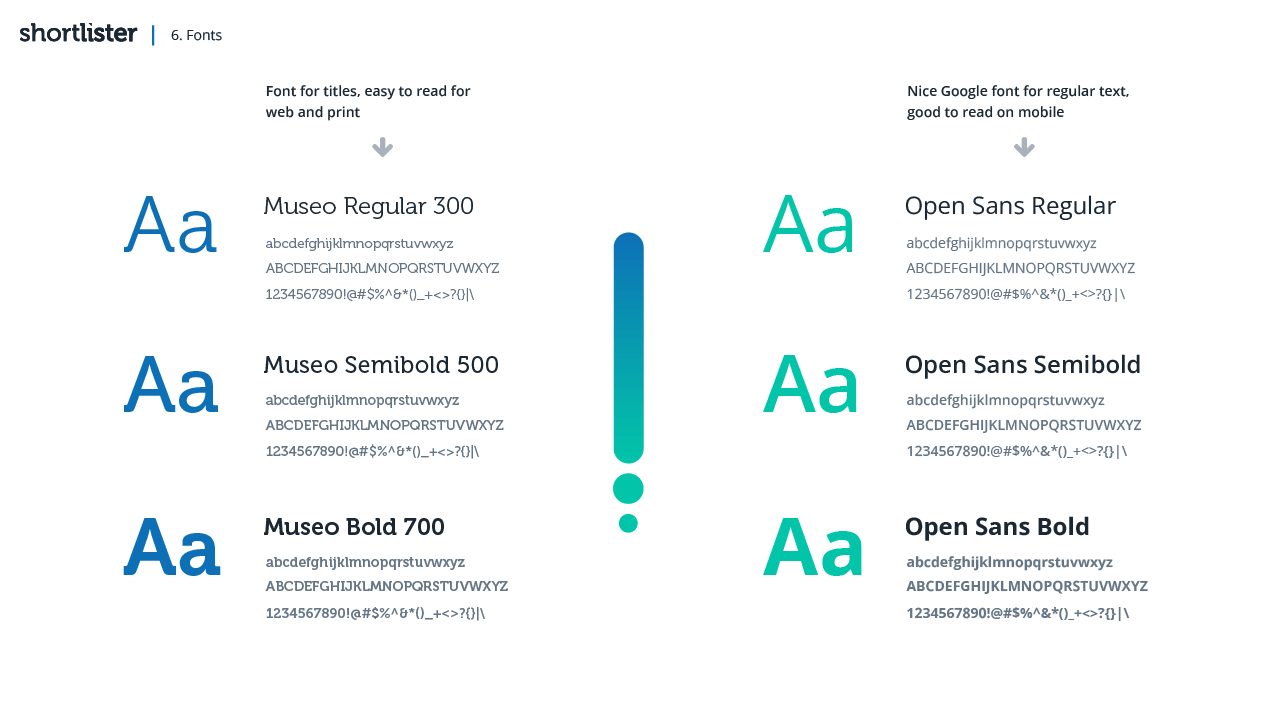 shortlister | 6. Fonts
Font for titles, easy to read for
web and print
Aa
Museo Regular 300
abcdefghijklmnopqrstuvwxyz
ABCDEFGHIJKLMNOPQRSTUVWXYZ
1234567890!@#$%^&*()_+<>?{}|\
Aa
Museo Semibold 500
abcdefghijklmnopqrstuvwxyz
ABCDEFGHIJKLMNOPQRSTUVWXYZ
1234567890!@#$%^&*()_+<>?{}|\
Aa
Museo Bold 700
abcdefghijklmnopqrstuvwxyz
ABCDEFGHIJKLMNOPQRSTUVWXYZ
1234567890!@#$%^&*()_+<>?{}|\
Nice Google font for regular text,
good to read on mobile
Aa
Open Sans Regular
abcdefghijklmnopqrstuvwxyz
ABCDEFGHIJKLMNOPQRSTUVWXYZ
1234567890!@#$%^&*()_+<>?{}|\
Aa
Open Sans Semibold
abcdefghijklmnopqrstuvwxyz
ABCDEFGHIJKLMNOPQRSTUVWXYZ
1234567890!@#$%^&*()_+<>?{}|\
Aa
Open Sans Bold
abcdefghijklmnopqrstuvwxyz
ABCDEFGHIJKLMNOPQRSTUVWXYZ
1234567890!@#$%^&*()_+<>?{}|\